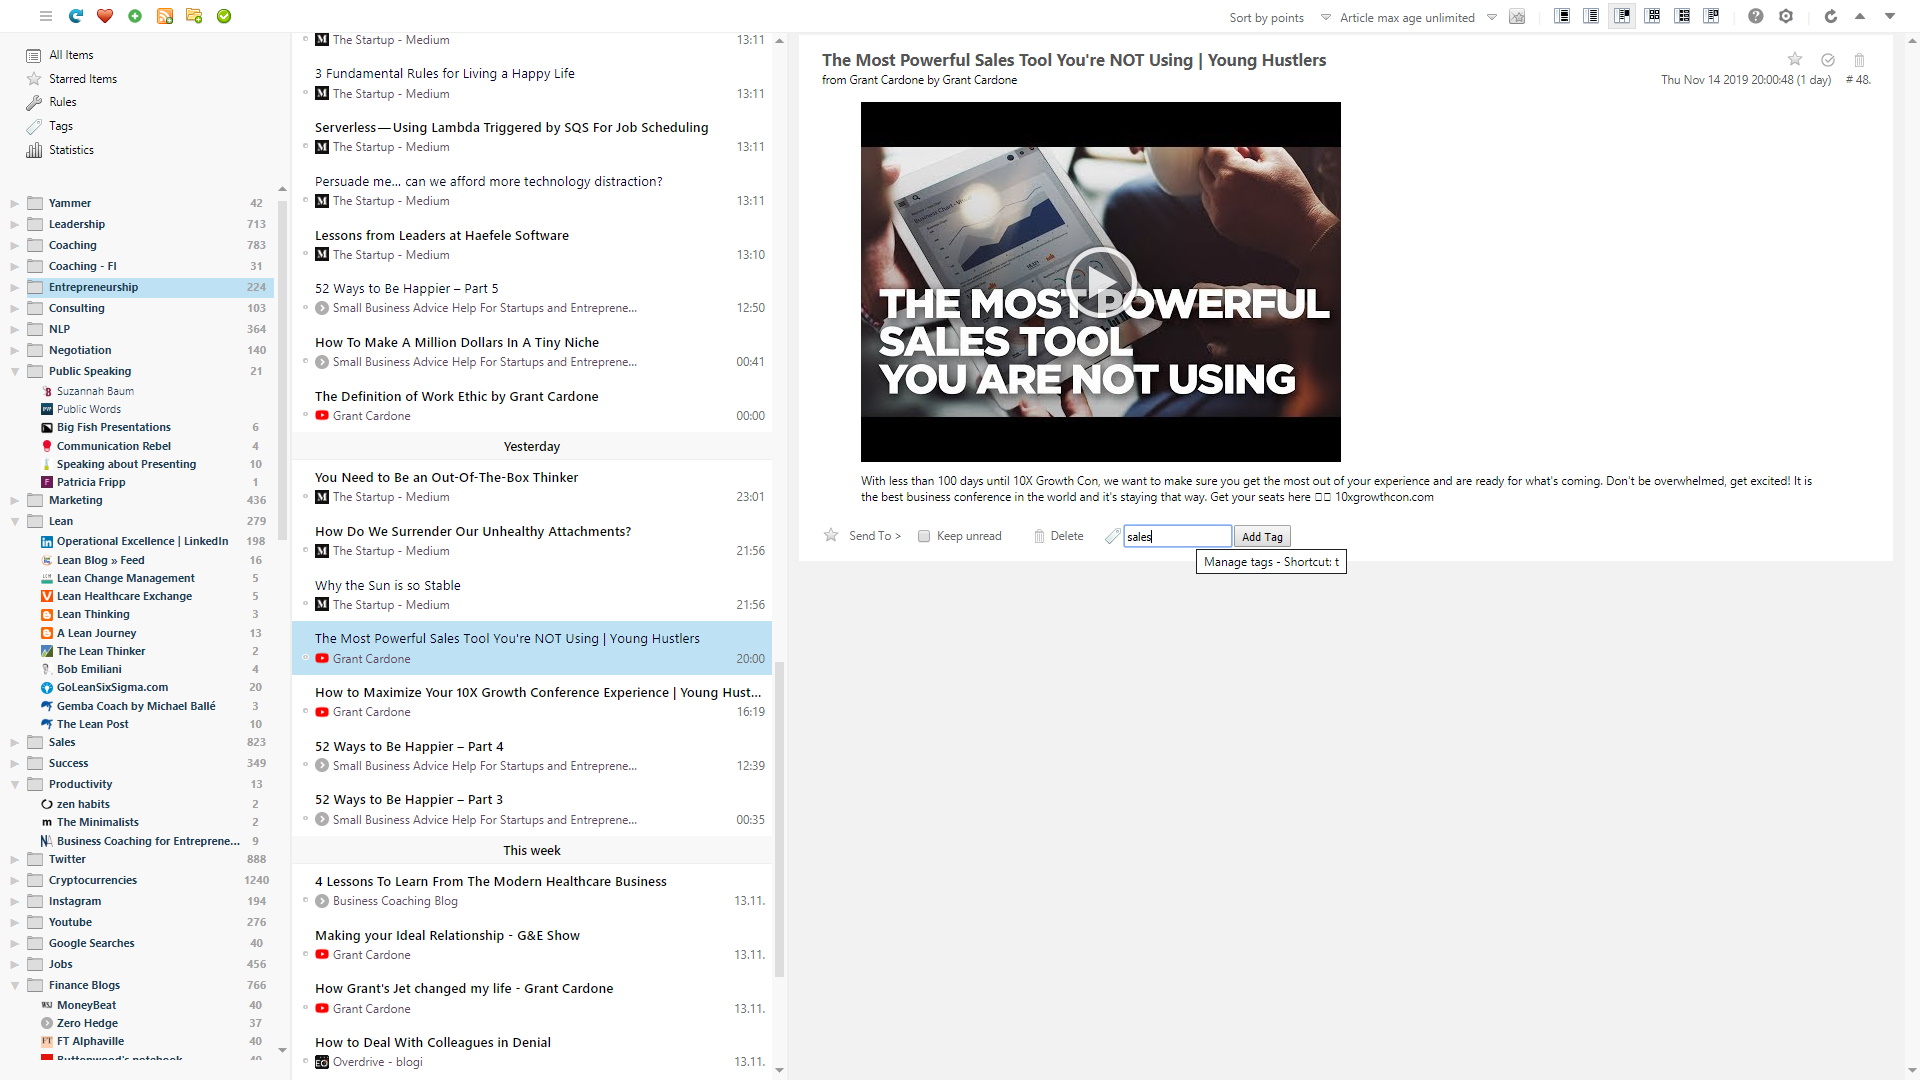 Sort by points
Article max age unlimited
All Items
Starred Items
Rules
Tags
Statistics
Yammer 42
Leadership 713
Coaching 783
Coaching - FI 31
Entrepreneurship 224
Consulting 103
NLP 364
Negotiation 140
Public Speaking 21
Suzannah Baum
Public Words
Big Fish Presentations 6
Communication Rebel 4
Speaking about Presenting 10
Patricia Fripp 1
Marketing 436
Lean 279
Operational Excellence | LinkedIn 198
Lean Blog » Feed 16
Lean Change Management 5
Lean Healthcare Exchange 5
Lean Thinking 3
A Lean Journey 13
The Lean Thinker 2
Bob Emiliani 4
GoLeanSixSigma.com 20
Gemba Coach by Michael Ballé 3
The Lean Post 10
Sales 823
Success 349
Productivity 13
zen habits 2
The Minimalists 2
Business Coaching for Entreprene... 9
Twitter 888
Cryptocurrencies 1240
Instagram 194
Youtube 276
Google Searches 40
Jobs 456
Finance Blogs 766
MoneyBeat 40
Zero Hedge 37
FT Alphaville 40
The Startup - Medium 13:11
3 Fundamental Rules for Living a Happy Life
The Startup - Medium 13:11
Serverless — Using Lambda Triggered by SQS For Job Scheduling
The Startup - Medium 13:11
Persuade me... can we afford more technology distraction?
The Startup - Medium 13:11
Lessons from Leaders at Haefele Software
The Startup - Medium 13:10
52 Ways to Be Happier – Part 5
Small Business Advice Help For Startups and Entreprene... 12:50
How To Make A Million Dollars In A Tiny Niche
Small Business Advice Help For Startups and Entreprene... 00:41
The Definition of Work Ethic by Grant Cardone
Grant Cardone 00:00
Yesterday
You Need to Be an Out-Of-The-Box Thinker
The Startup - Medium 23:01
How Do We Surrender Our Unhealthy Attachments?
The Startup - Medium 21:56
Why the Sun is so Stable
The Startup - Medium 21:56
The Most Powerful Sales Tool You're NOT Using | Young Hustlers
Grant Cardone 20:00
How to Maximize Your 10X Growth Conference Experience | Young Hust...
Grant Cardone 16:19
52 Ways to Be Happier – Part 4
Small Business Advice Help For Startups and Entreprene... 12:39
52 Ways to Be Happier – Part 3
Small Business Advice Help For Startups and Entreprene... 00:35
This week
4 Lessons To Learn From The Modern Healthcare Business
Business Coaching Blog 13.11.
Making your Ideal Relationship - G&E Show
Grant Cardone 13.11.
How Grant's Jet changed my life - Grant Cardone
Grant Cardone 13.11.
How to Deal With Colleagues in Denial
Overdrive - blogi 13.11.
The Most Powerful Sales Tool You're NOT Using | Young Hustlers
from Grant Cardone by Grant Cardone
Thu Nov 14 2019 20:00:48 (1 day) # 48.
THE MOST POWERFUL
SALES TOOL
YOU ARE NOT USING
With less than 100 days until 10X Growth Con, we want to make sure you get the most out of your experience and are ready for what's coming. Don't be overwhelmed, get excited! It is
the best business conference in the world and it's staying that way. Get your seats here 10xgrowthcon.com
Send To >
Keep unread
Delete
sales
Add Tag
Manage tags - Shortcut: t